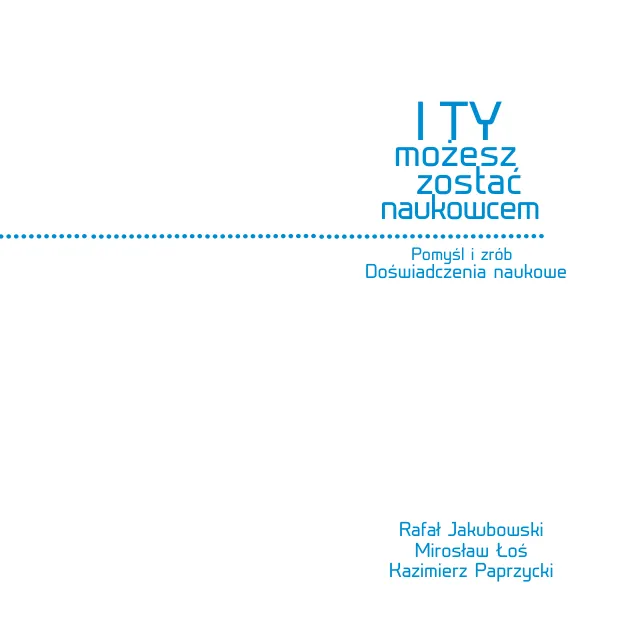 I TY
możesz
zostać
naukowcem
Pomyśl i zrób
Doświadczenia naukowe
Rafał Jakubowski
Mirosław Łoś
Kazimierz Paprzycki